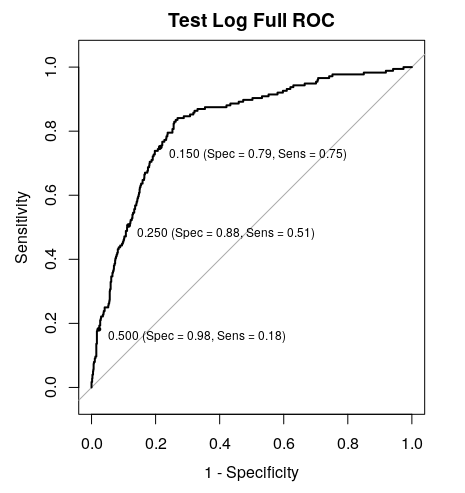 Test Log Full ROC
Sensitivity
1.0
0.8
0.6
0.4
0.2
0.0
0.150 (Spec = 0.79, Sens = 0.75)
0.250 (Spec = 0.88, Sens = 0.51)
0.500 (Spec = 0.98, Sens = 0.18)
0.0 0.2 0.4 0.6 0.8 1.0
1 - Specificity